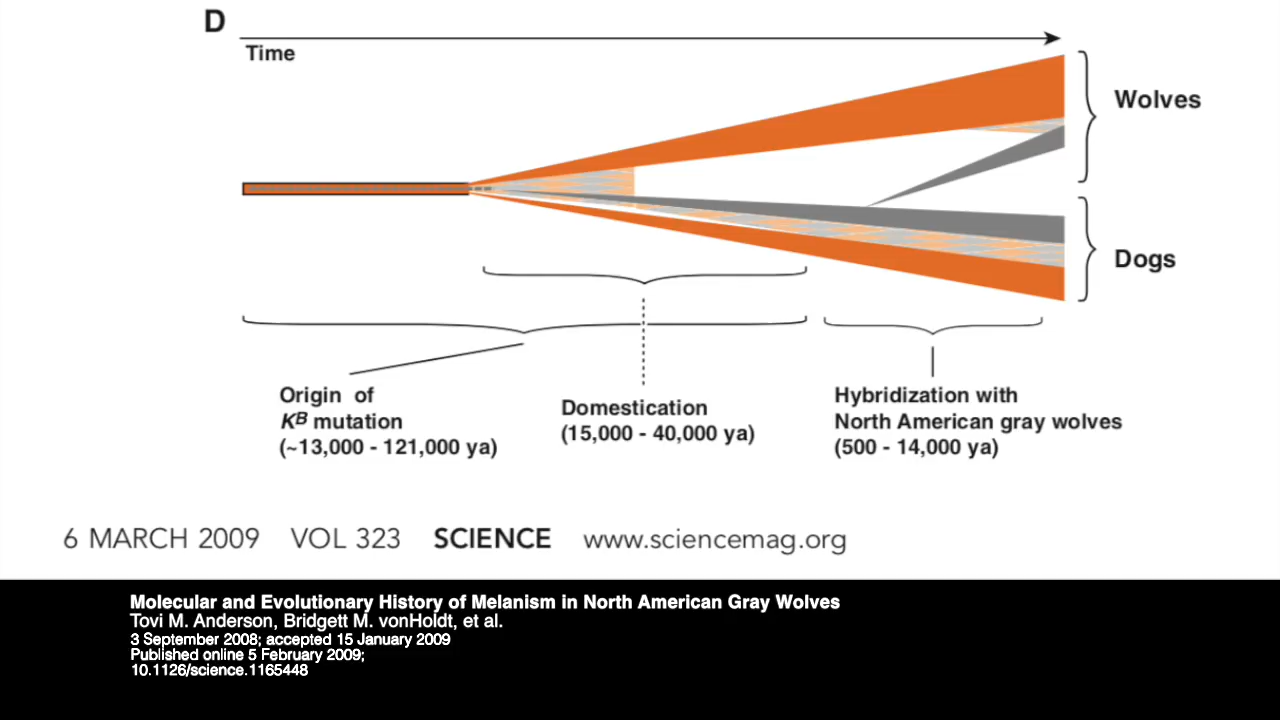 D
Time
Wolves
Dogs
Origin of
Kᴮ mutation
(~13,000 - 121,000 ya)
Domestication
(15,000 - 40,000 ya)
Hybridization with
North American gray wolves
(500 - 14,000 ya)
6 MARCH 2009 VOL 323 SCIENCE www.sciencemag.org
Molecular and Evolutionary History of Melanism in North American Gray Wolves
Tovi M. Anderson, Bridgett M. vonHoldt, et al.
3 September 2008; accepted 15 January 2009
Published online 5 February 2009;
10.1126/science.1165448